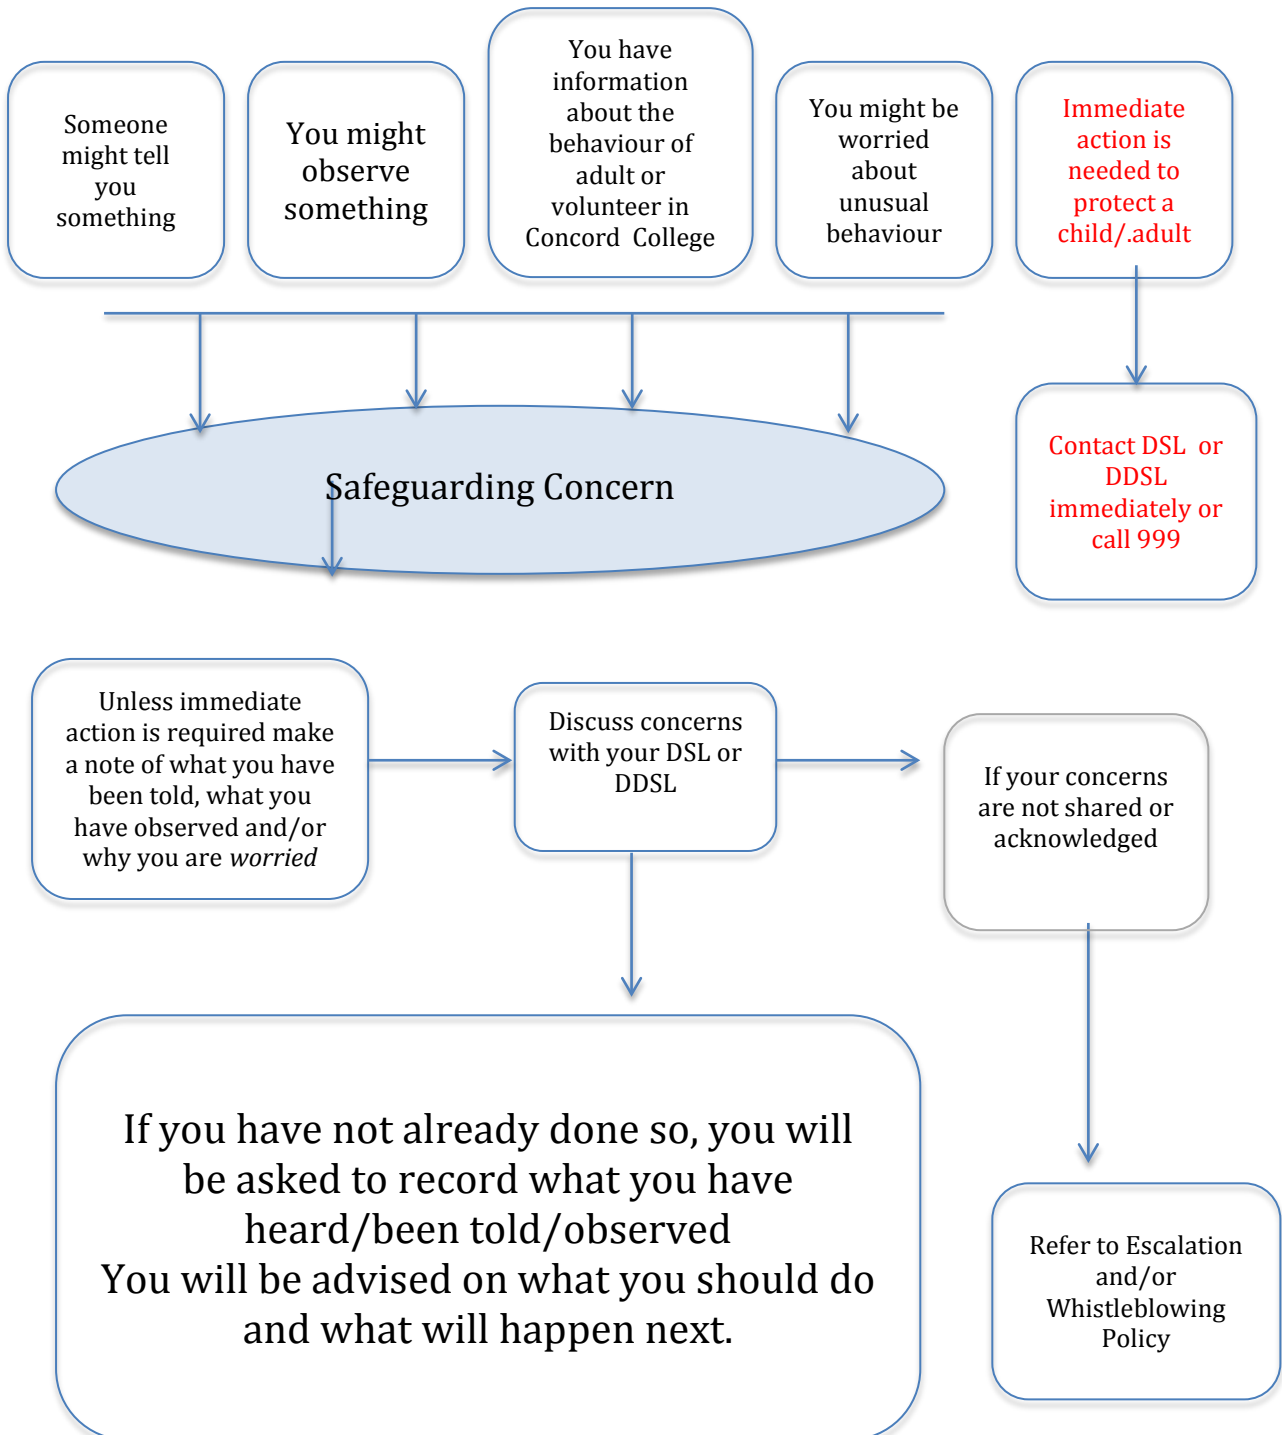 Someone
might tell
you
something
You might
observe
something
You have
information
about the
behaviour of
adult or
volunteer in
Concord College
You might be
worried
about
unusual
behaviour
Immediate
action is
needed to
protect a
child/.adult
Safeguarding Concern
Contact DSL or
DDSL
immediately or
call 999
Unless immediate
action is required make
a note of what you have
been told, what you
have observed and/or
why you are worried
Discuss concerns
with your DSL or
DDSL
If your concerns
are not shared or
acknowledged
If you have not already done so, you will
be asked to record what you have
heard/been told/observed
You will be advised on what you should do
and what will happen next.
Refer to Escalation
and/or
Whistleblowing
Policy